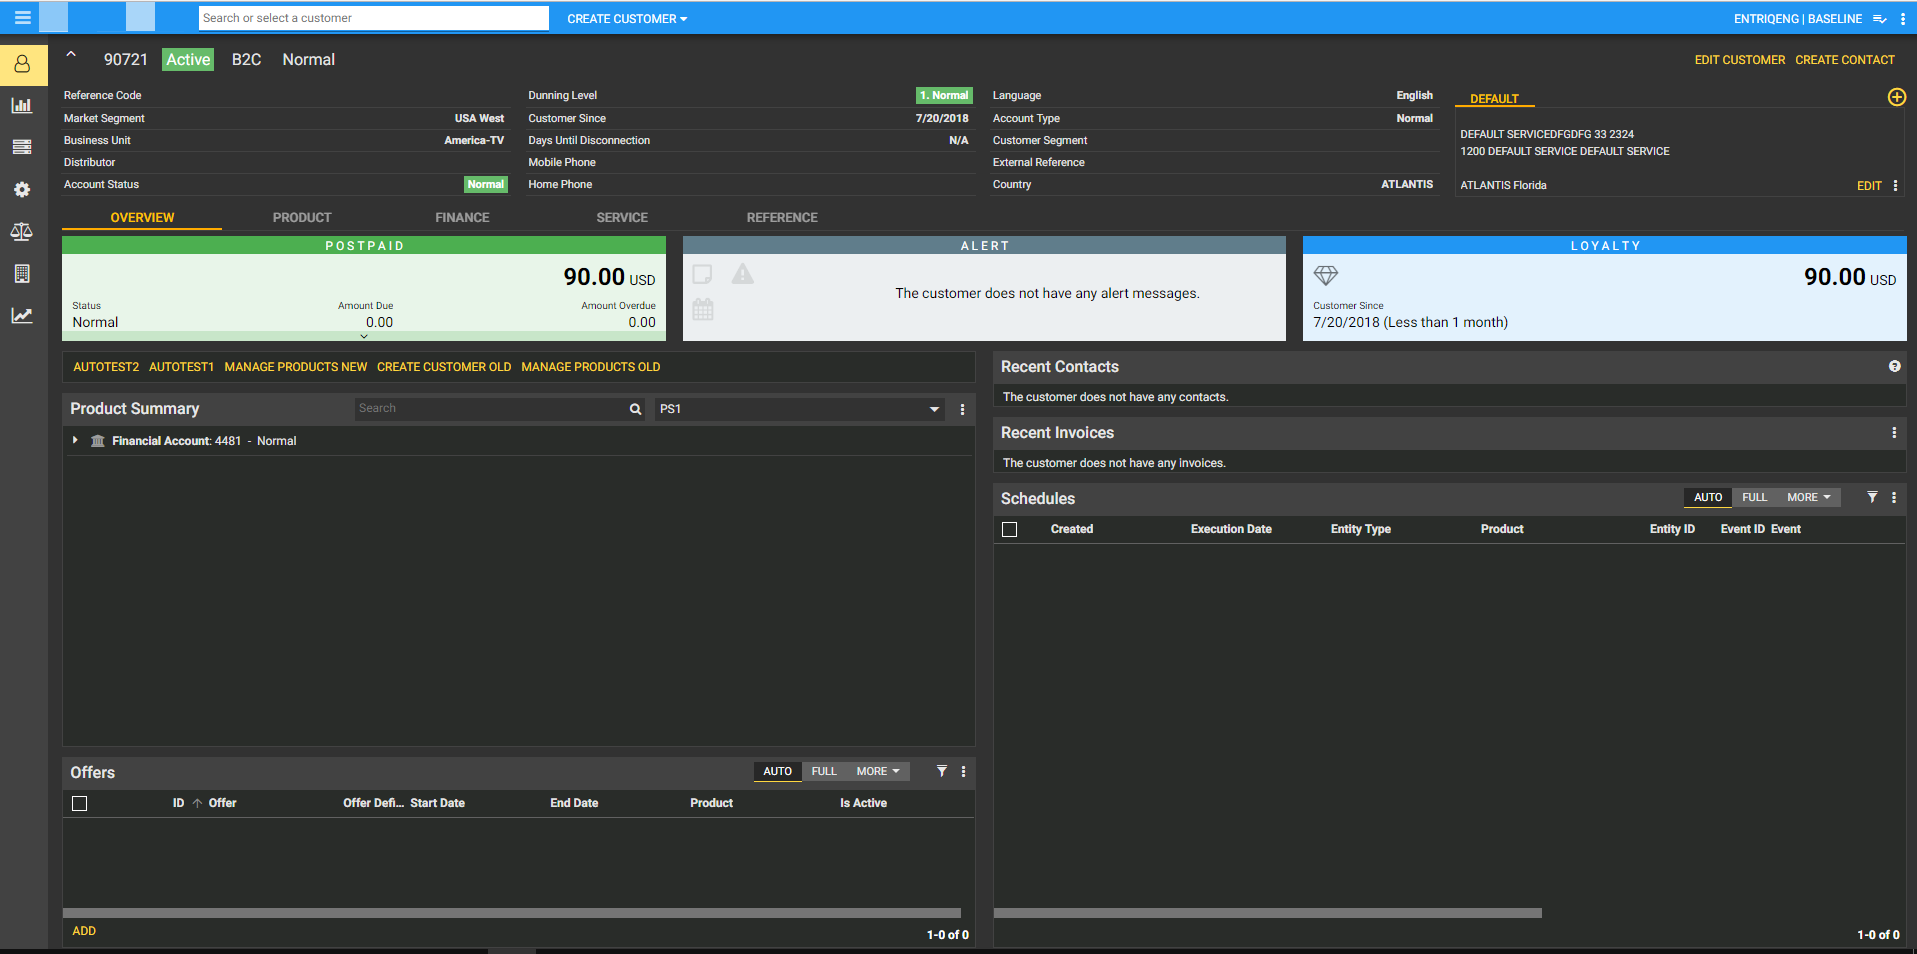 Search or select a customer
CREATE CUSTOMER
ENTRIQENG | BASELINE
90721 Active B2C Normal
EDIT CUSTOMER CREATE CONTACT
Reference Code
Market Segment USA West
Business Unit America-TV
Distributor
Account Status Normal
Dunning Level 1. Normal
Customer Since 7/20/2018
Days Until Disconnection N/A
Mobile Phone
Home Phone
Language English
Account Type Normal
Customer Segment
External Reference
Country ATLANTIS
DEFAULT
DEFAULT SERVICEDFGDFG 33 2324
1200 DEFAULT SERVICE DEFAULT SERVICE
ATLANTIS Florida
EDIT
OVERVIEW PRODUCT FINANCE SERVICE REFERENCE
POSTPAID
90.00 USD
Status Amount Due Amount Overdue
Normal 0.00 0.00
ALERT
The customer does not have any alert messages.
LOYALTY
90.00 USD
Customer Since
7/20/2018 (Less than 1 month)
AUTOTEST2 AUTOTEST1 MANAGE PRODUCTS NEW CREATE CUSTOMER OLD MANAGE PRODUCTS OLD
Product Summary
Search
PS1
Financial Account: 4481 - Normal
Offers
AUTO FULL MORE
ID Offer Offer Defi... Start Date End Date Product Is Active
ADD
1-0 of 0
Recent Contacts
The customer does not have any contacts.
Recent Invoices
The customer does not have any invoices.
Schedules
AUTO FULL MORE
Created Execution Date Entity Type Product Entity ID Event ID Event
1-0 of 0